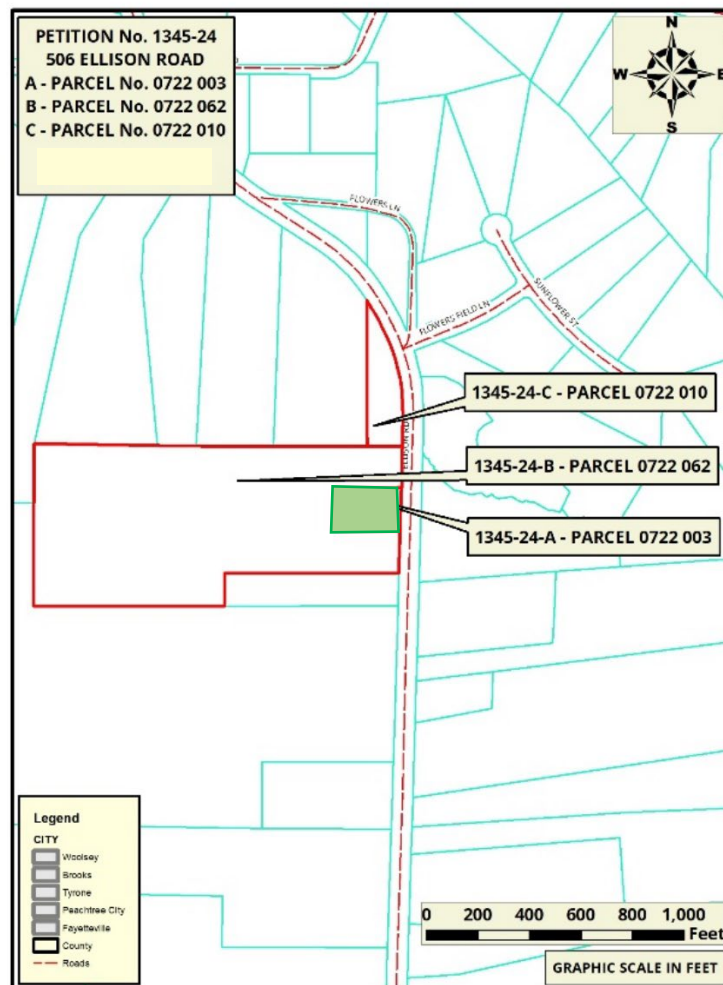 PETITION No. 1345-24
506 ELLISON ROAD
A - PARCEL No. 0722 003
B - PARCEL No. 0722 062
C - PARCEL No. 0722 010
N
W E
S
FLOWERS LN
FLOWERS FIELD LN
SUNFLOWER ST
ELLISON RD
1345-24-C - PARCEL 0722 010
1345-24-B - PARCEL 0722 062
1345-24-A - PARCEL 0722 003
Legend
CITY
Woolsey
Brooks
Tyrone
Peachtree City
Fayetteville
County
Roads
0 200 400 600 800 1,000
Feet
GRAPHIC SCALE IN FEET